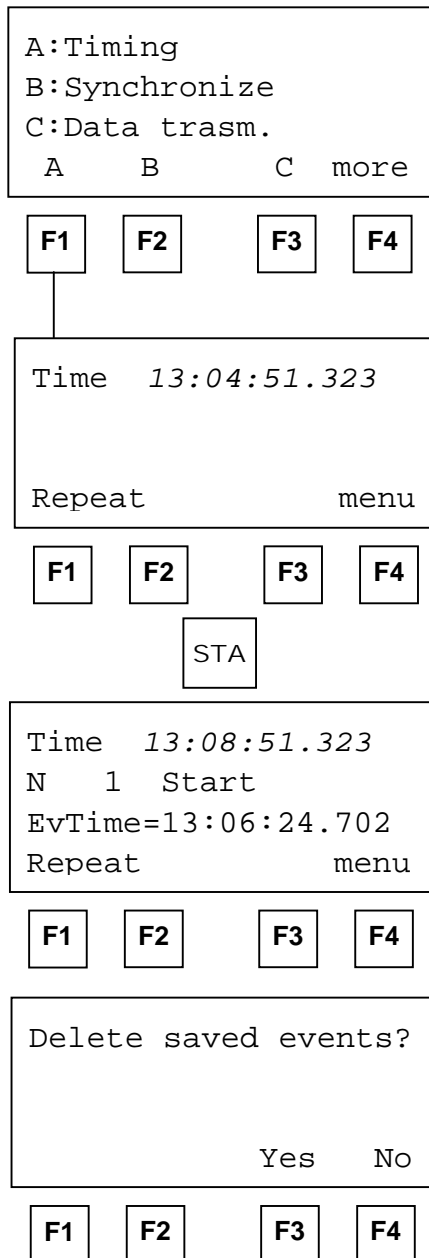 A:Timing
B:Synchronize
C:Data trasm.
A B C more
F1 F2 F3 F4
Time 13:04:51.323
Repeat menu
F1 F2 F3 F4
STA
Time 13:08:51.323
N 1 Start
EvTime=13:06:24.702
Repeat menu
F1 F2 F3 F4
Delete saved events?
Yes No
F1 F2 F3 F4